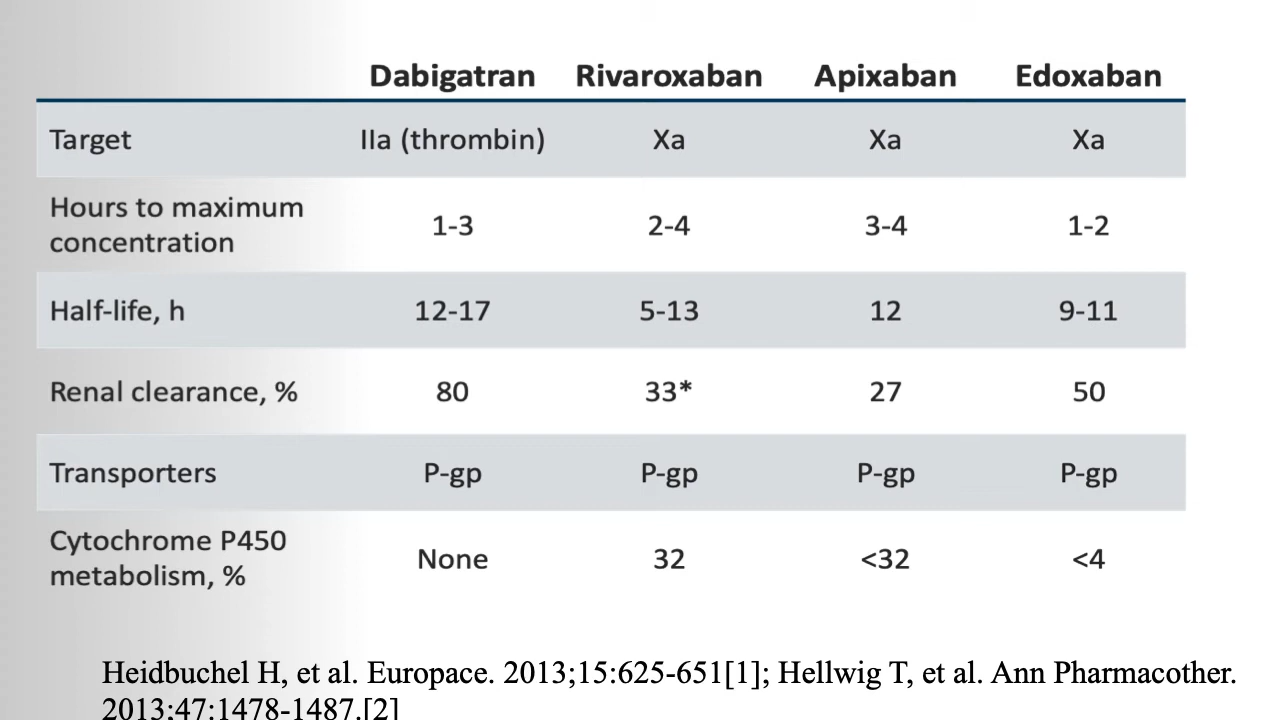 Dabigatran Rivaroxaban Apixaban Edoxaban
Target IIa (thrombin) Xa Xa Xa
Hours to maximum
concentration 1-3 2-4 3-4 1-2
Half-life, h 12-17 5-13 12 9-11
Renal clearance, % 80 33* 27 50
Transporters P-gp P-gp P-gp P-gp
Cytochrome P450
metabolism, % None 32 <32 <4
Heidbuchel H, et al. Europace. 2013;15:625-651[1]; Hellwig T, et al. Ann Pharmacother.
2013;47:1478-1487.[2]